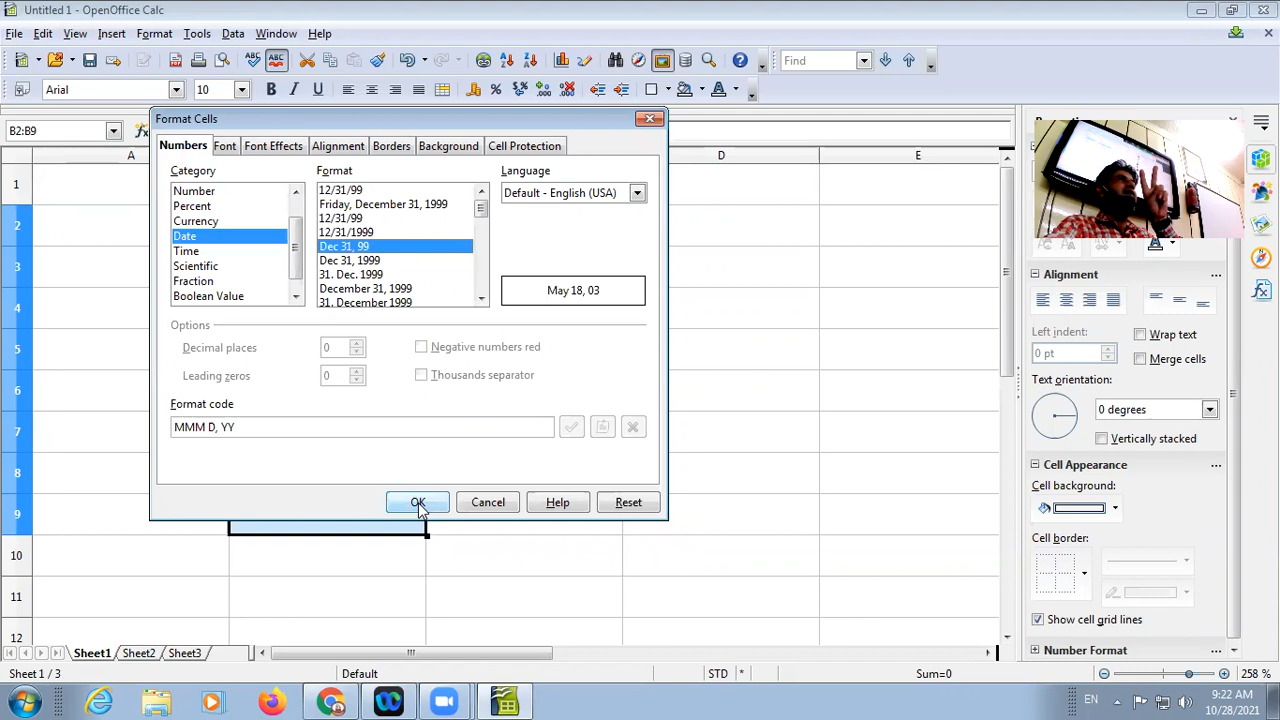 Untitled 1 - OpenOffice Calc
File Edit View Insert Format Tools Data Window Help
Find
Arial 10
B2:B9
Format Cells
Numbers Font Font Effects Alignment Borders Background Cell Protection
Category Format Language
Number
Percent
Currency
Date
Time
Scientific
Fraction
Boolean Value
12/31/99
Friday, December 31, 1999
12/31/99
12/31/1999
Dec 31, 99
Dec 31, 1999
31. Dec. 1999
December 31, 1999
31. December 1999
Default - English (USA)
May 18, 03
Options
Decimal places 0 Negative numbers red
Leading zeros 0 Thousands separator
Format code
MMM D, YY
OK Cancel Help Reset
A D E
1
2
3
4
5
6
7
8
9
10
11
12
Alignment
Left indent: Wrap text
0 pt Merge cells
Text orientation:
0 degrees
Vertically stacked
Cell Appearance
Cell background:
Cell border:
Show cell grid lines
Number Format
Sheet1 Sheet2 Sheet3
Sheet 1 / 3 Default STD * Sum=0 258 %
EN 9:22 AM
10/28/2021